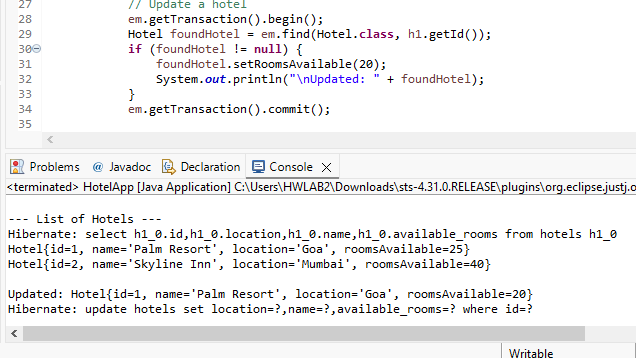 27 // Update a hotel
28 em.getTransaction().begin();
29 Hotel foundHotel = em.find(Hotel.class, h1.getId());
30 if (foundHotel != null) {
31 foundHotel.setRoomsAvailable(20);
32 System.out.println("\nUpdated: " + foundHotel);
33 }
34 em.getTransaction().commit();
35
Problems @ Javadoc Declaration Console
<terminated> HotelApp [Java Application] C:\Users\HWLAB2\Downloads\sts-4.31.0.RELEASE\plugins\org.eclipse.justj.o
--- List of Hotels ---
Hibernate: select h1_0.id,h1_0.location,h1_0.name,h1_0.available_rooms from hotels h1_0
Hotel{id=1, name='Palm Resort', location='Goa', roomsAvailable=25}
Hotel{id=2, name='Skyline Inn', location='Mumbai', roomsAvailable=40}
Updated: Hotel{id=1, name='Palm Resort', location='Goa', roomsAvailable=20}
Hibernate: update hotels set location=?,name=?,available_rooms=? where id=?
Writable